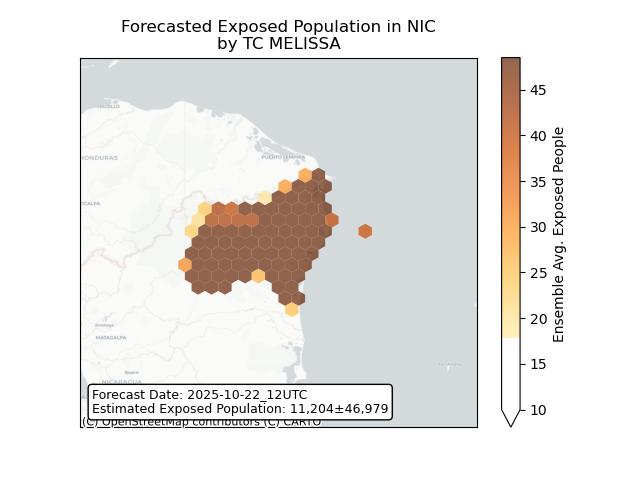 Forecasted Exposed Population in NIC
by TC MELISSA
TRUJILLO
HONDURAS
PUERTO LEMPIRA
CALPA
MATAGALPA
NICARAGUA
Forecast Date: 2025-10-22_12UTC
Estimated Exposed Population: 11,204±46,979
(C) OpenStreetMap contributors (C) CARTO
45
40
35
30
25
20
15
10
Ensemble Avg. Exposed People